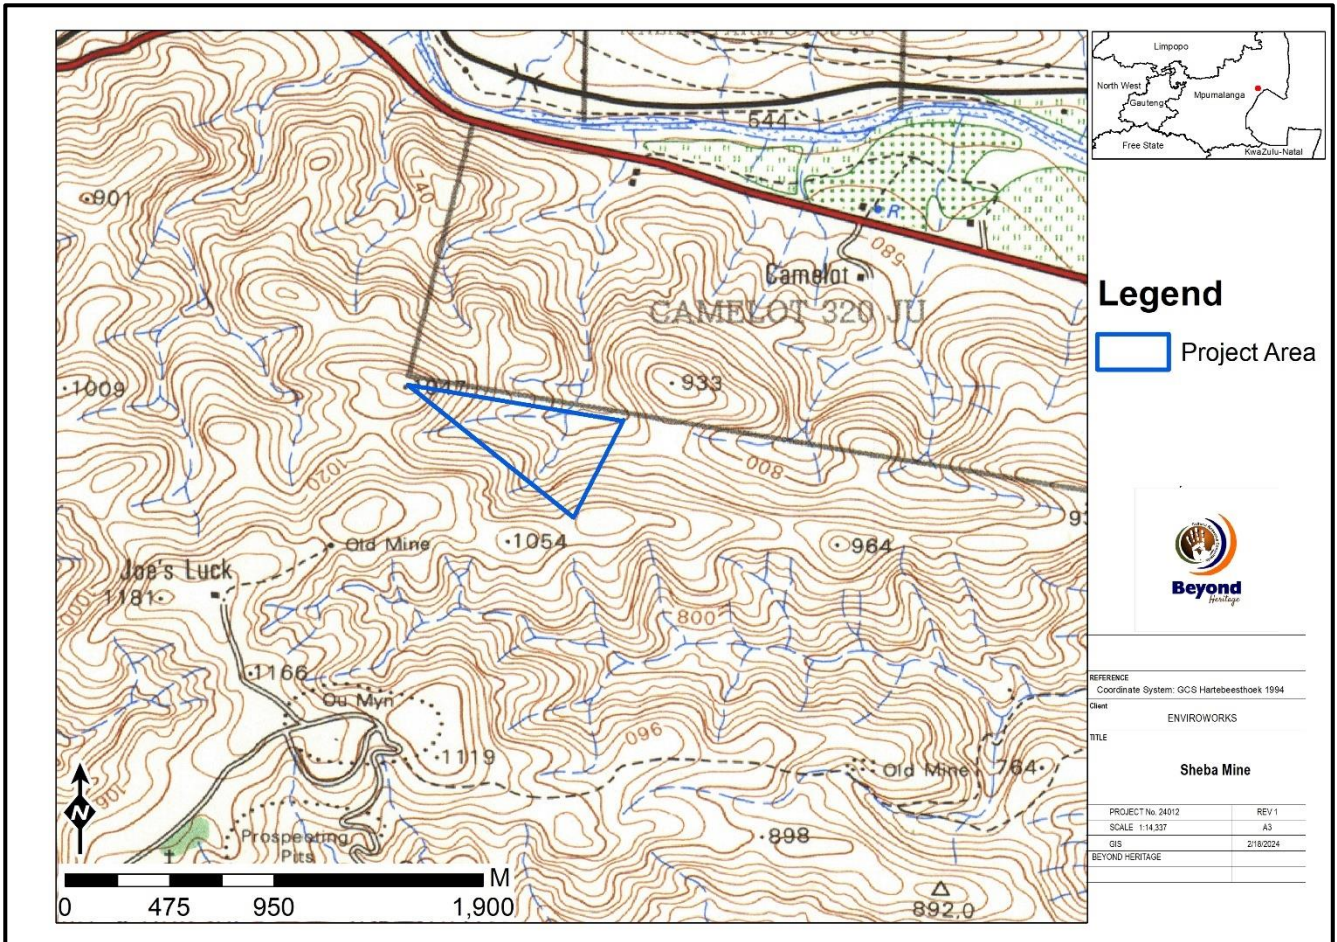 544
901
740
R
580
Camelot
CAMELOT 320 JU
1047
933
1009
800
1020
Old Mine
1054
964
Joe's Luck
1181
800
1166
Ou Myn
960
1119
Old Mine
764
Prospecting
Pits
898
892,0
N
M
0 475 950 1,900
Limpopo
North West
Gauteng
Mpumalanga
Free State
KwaZulu-Natal
Legend
Project Area
Beyond
Heritage
REFERENCE
Coordinate System: GCS Hartebeesthoek 1994
Client
ENVIROWORKS
TITLE
Sheba Mine
PROJECT No. 24012 REV 1
SCALE 1:14,337 A3
GIS 2/18/2024
BEYOND HERITAGE